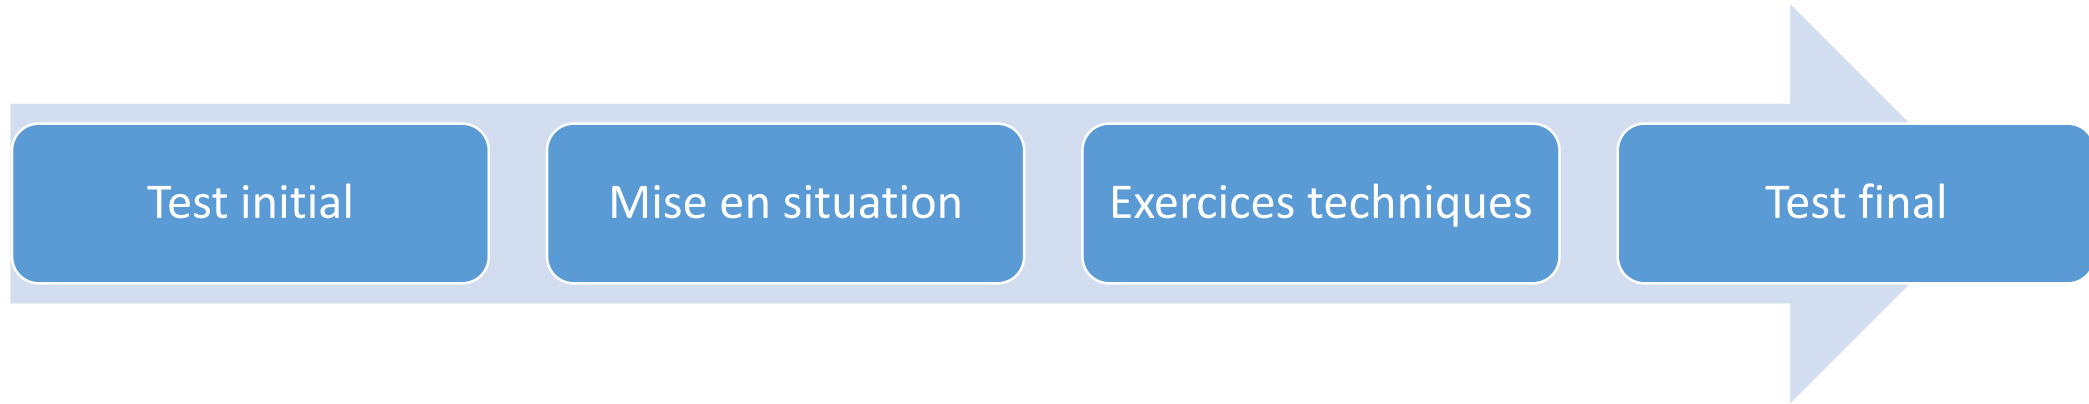 Test initial
Mise en situation
Exercices techniques
Test final